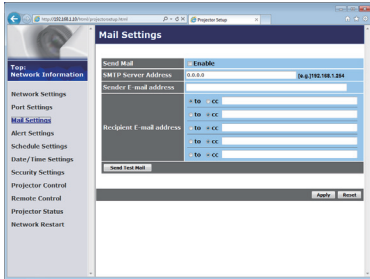 http://192.168.1.10/html/projectorsetup.html
Projector Setup
Mail Settings
Top:
Network Information
Network Settings
Port Settings
Mail Settings
Alert Settings
Schedule Settings
Date/Time Settings
Security Settings
Projector Control
Remote Control
Projector Status
Network Restart
Send Mail
Enable
SMTP Server Address
0.0.0.0
[e.g.]192.168.1.204
Sender E-mail address
Recipient E-mail address
to cc
to cc
to cc
to cc
to cc
Send Test Mail
Apply
Reset